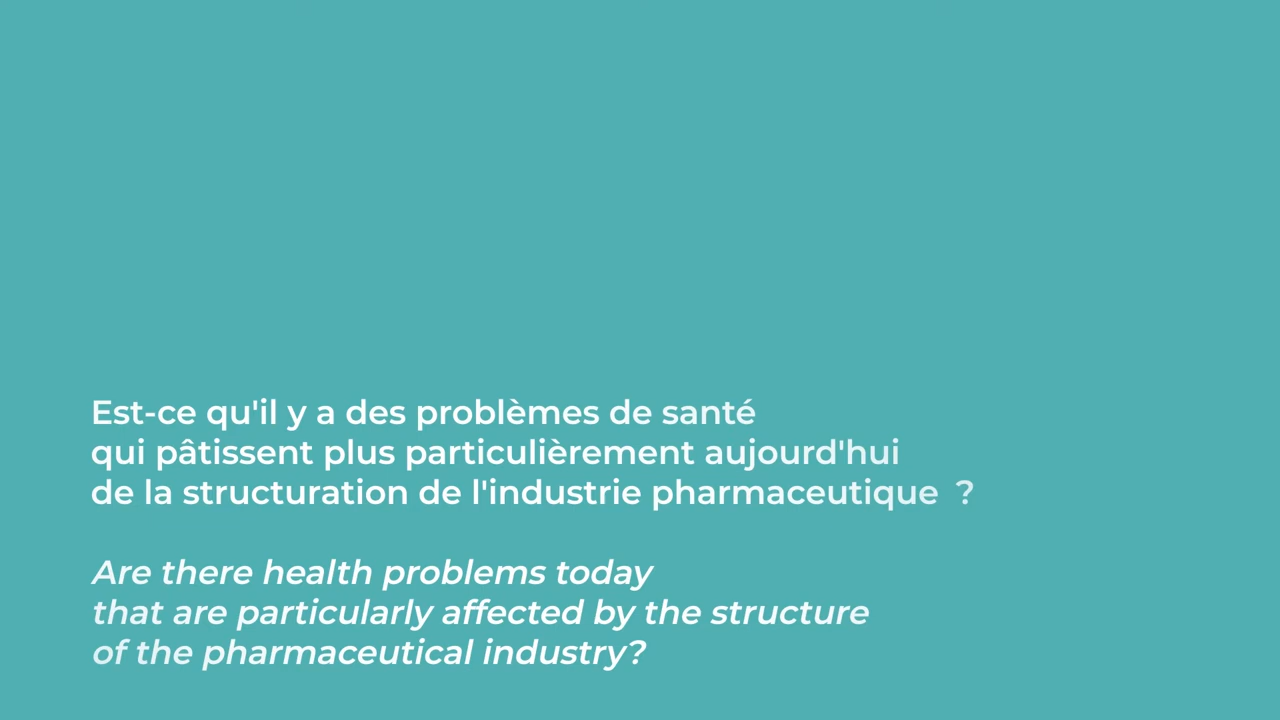 Est-ce qu'il y a des problèmes de santé
qui pâtissent plus particulièrement aujourd'hui
de la structuration de l'industrie pharmaceutique  ?
Are there health problems today
that are particularly affected by the structure
of the pharmaceutical industry?